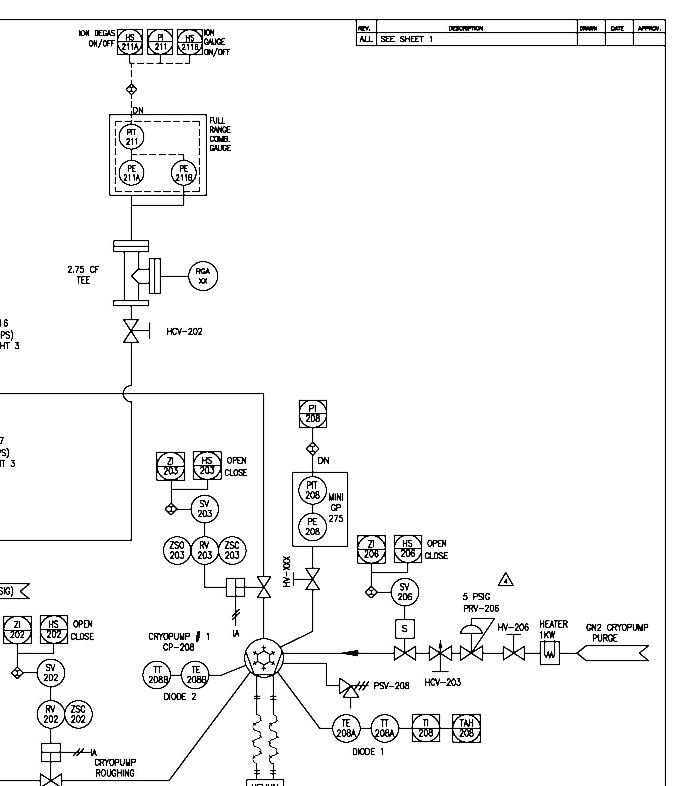 REV. DESCRIPTION DRAWN DATE APPROV.
ALL SEE SHEET 1
ION DEGAS
ON/OFF
HS
211A
PI
211
HS
211B
ION
GAUGE
ON/OFF
DN
PIT
211
PE
211A
PE
211B
FULL
RANGE
COMB.
GAUGE
2.75 CF
TEE
RGA
XX
HCV-202
16
PS)
HT 3
PI
208
DN
PIT
208
PE
208
MINI
GP
275
HV-XXX
7
PS)
HT 3
ZI
203
HS
203
OPEN
CLOSE
SV
203
ZSO
203
RV
203
ZSC
203
IA
ZI
206
HS
206
OPEN
CLOSE
SV
206
S
4
5 PSIG
PRV-206
HV-206
HEATER
1KW
GN2 CRYOPUMP
PURGE
HCV-203
SIG)
ZI
202
HS
202
OPEN
CLOSE
SV
202
RV
202
ZSC
202
IA
CRYOPUMP
ROUGHING
CRYOPUMP # 1
CP-208
TT
208B
TE
208B
DIODE 2
PSV-208
TE
208A
TT
208A
TI
208
TAH
208
DIODE 1